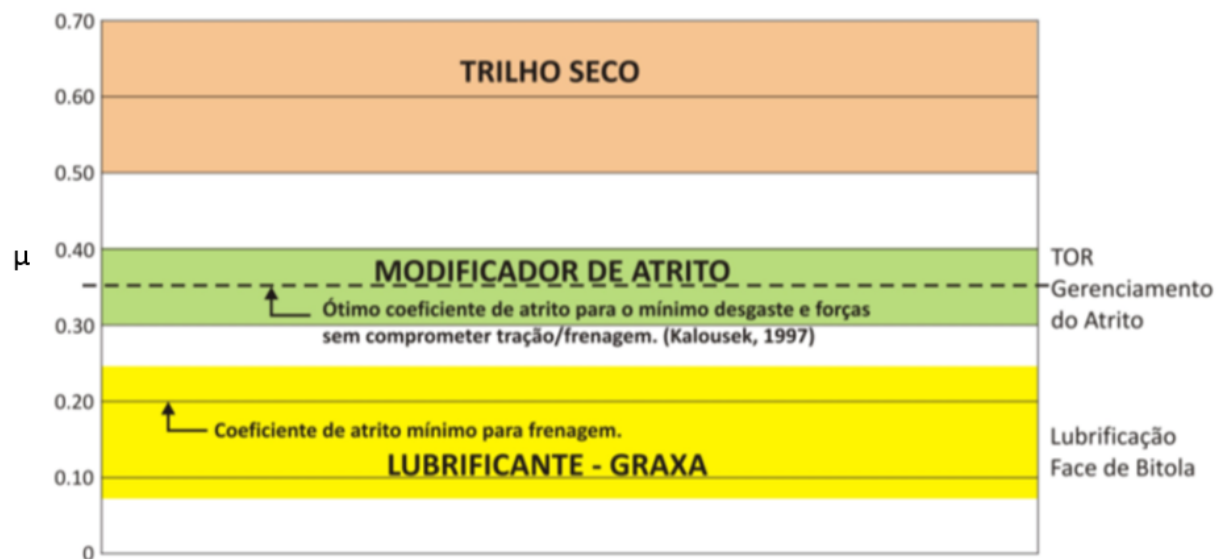 0.70
TRILHO SECO
0.60
0.50
μ
0.40
MODIFICADOR DE ATRITO
TOR
Gerenciamento
do Atrito
Ótimo coeficiente de atrito para o mínimo desgaste e forças
0.30
sem comprometer tração/frenagem. (Kalousek, 1997)
0.20
Coeficiente de atrito mínimo para frenagem.
Lubrificação
Face de Bitola
LUBRIFICANTE - GRAXA
0.10
0